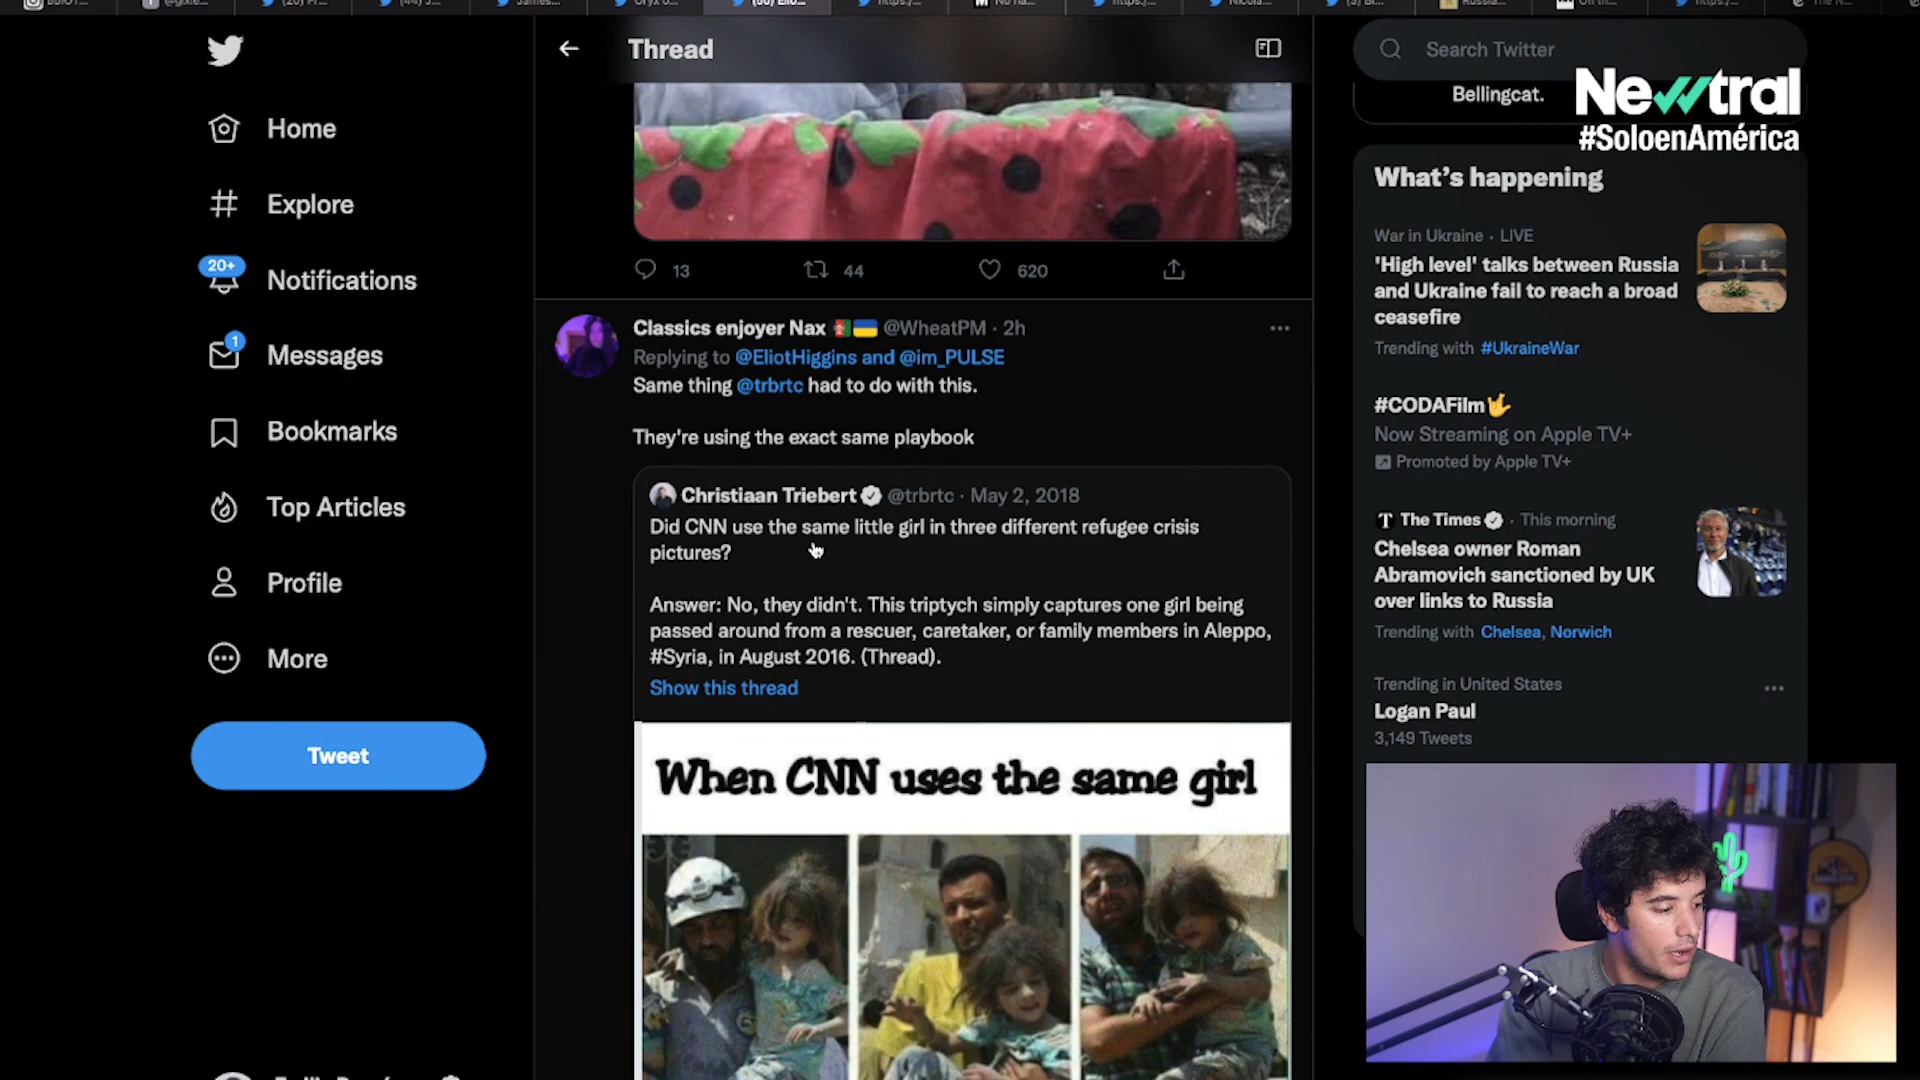 Thread
Search Twitter
Bellingcat.
Newtral
#SoloenAmérica
Home
Explore
20+
Notifications
1
Messages
Bookmarks
Top Articles
Profile
More
Tweet
13
44
620
Classics enjoyer Nax 🇦🇫🇺🇦 @WheatPM · 2h
Replying to @EliotHiggins and @im_PULSE
Same thing @trbrtc had to do with this.
They're using the exact same playbook
Christiaan Triebert @trbrtc · May 2, 2018
Did CNN use the same little girl in three different refugee crisis
pictures?
Answer: No, they didn't. This triptych simply captures one girl being
passed around from a rescuer, caretaker, or family members in Aleppo,
#Syria, in August 2016. (Thread).
Show this thread
When CNN uses the same girl
What's happening
War in Ukraine · LIVE
'High level' talks between Russia
and Ukraine fail to reach a broad
ceasefire
Trending with #UkraineWar
#CODAFilm🤟
Now Streaming on Apple TV+
Promoted by Apple TV+
The Times · This morning
Chelsea owner Roman
Abramovich sanctioned by UK
over links to Russia
Trending with Chelsea, Norwich
Trending in United States
Logan Paul
3,149 Tweets